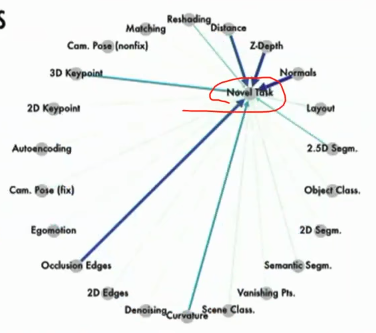 S
Reshading
Matching
Distance
Cam. Pose (nonfix)
Z-Depth
3D Keypoint
Normals
Novel Task
2D Keypoint
Layout
Autoencoding
2.5D Segm.
Cam. Pose (fix)
Object Class.
Egomotion
2D Segm.
Occlusion Edges
Semantic Segm.
2D Edges
Vanishing Pts.
Denoising
Curvature
Scene Class.